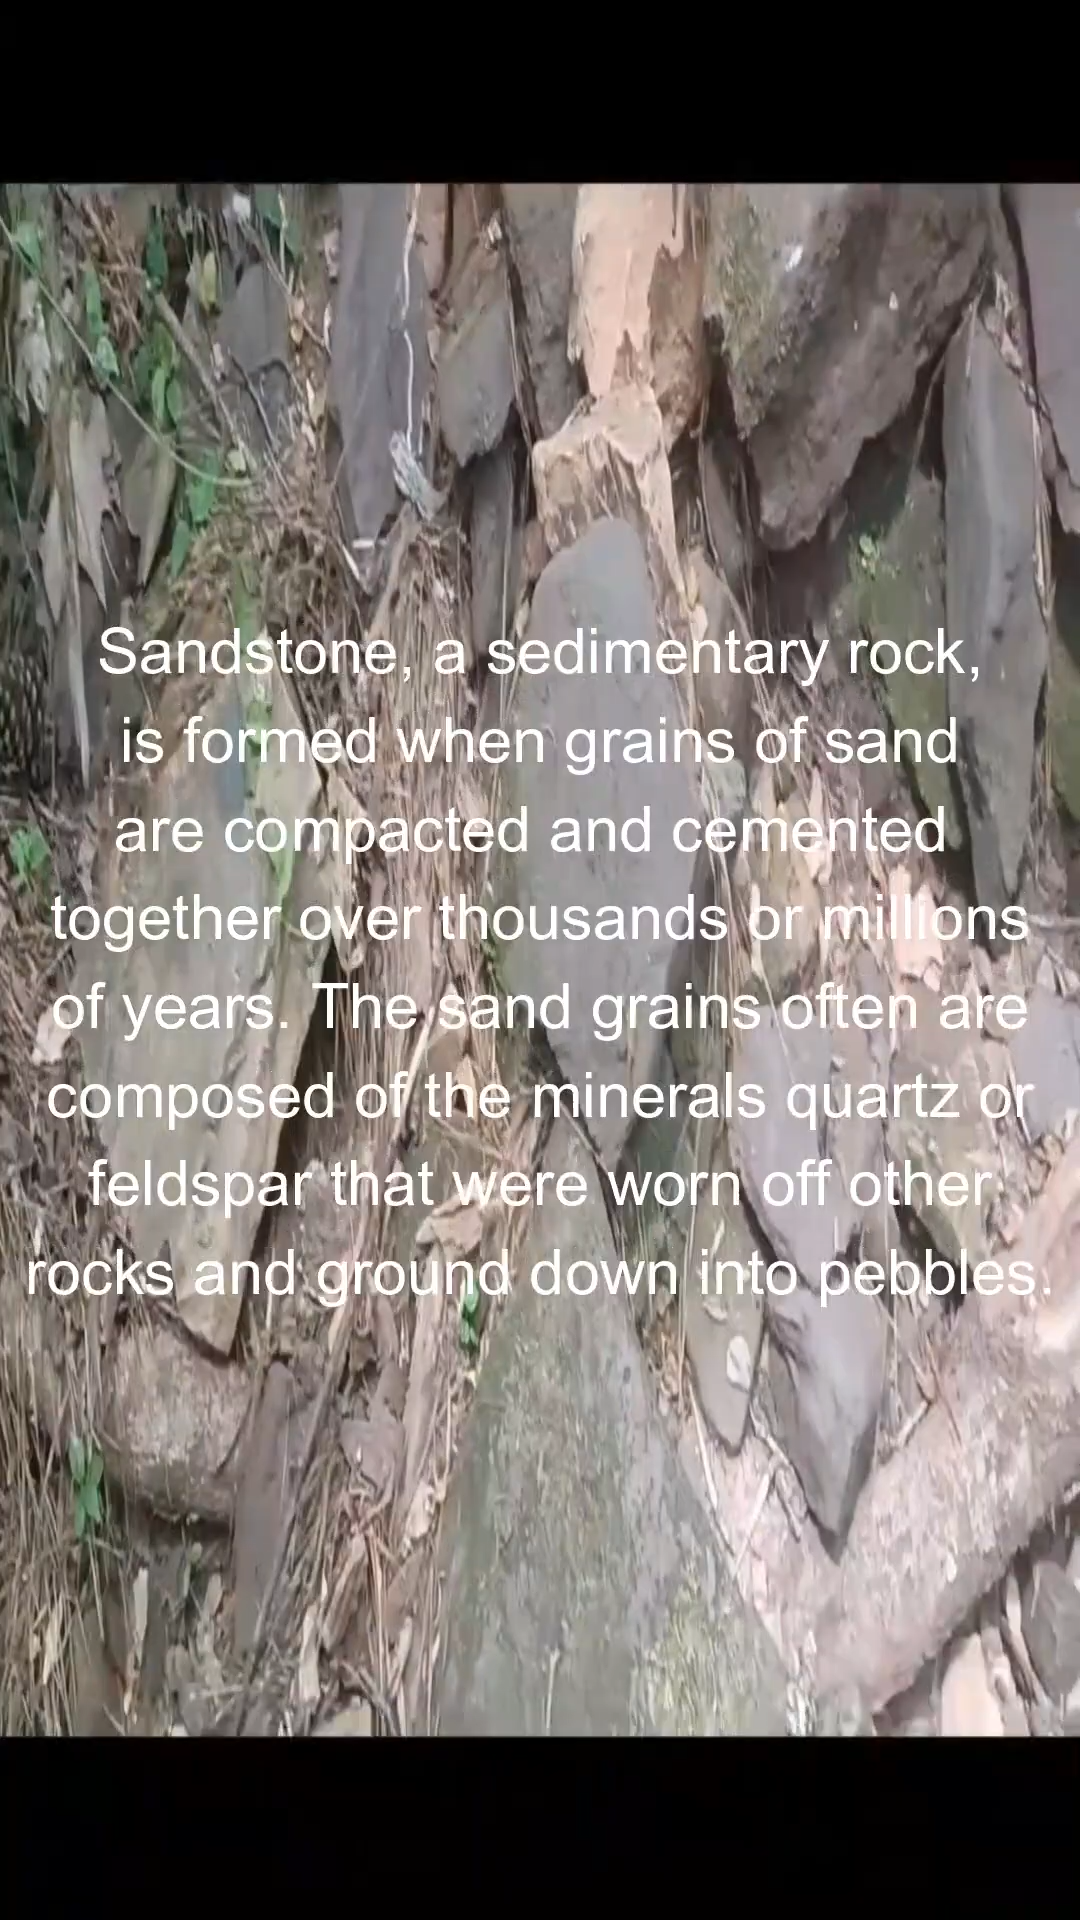 Sandstone, a sedimentary rock,
is formed when grains of sand
are compacted and cemented
together over thousands or millions
of years. The sand grains often are
composed of the minerals quartz or
feldspar that were worn off other
rocks and ground down into pebbles.